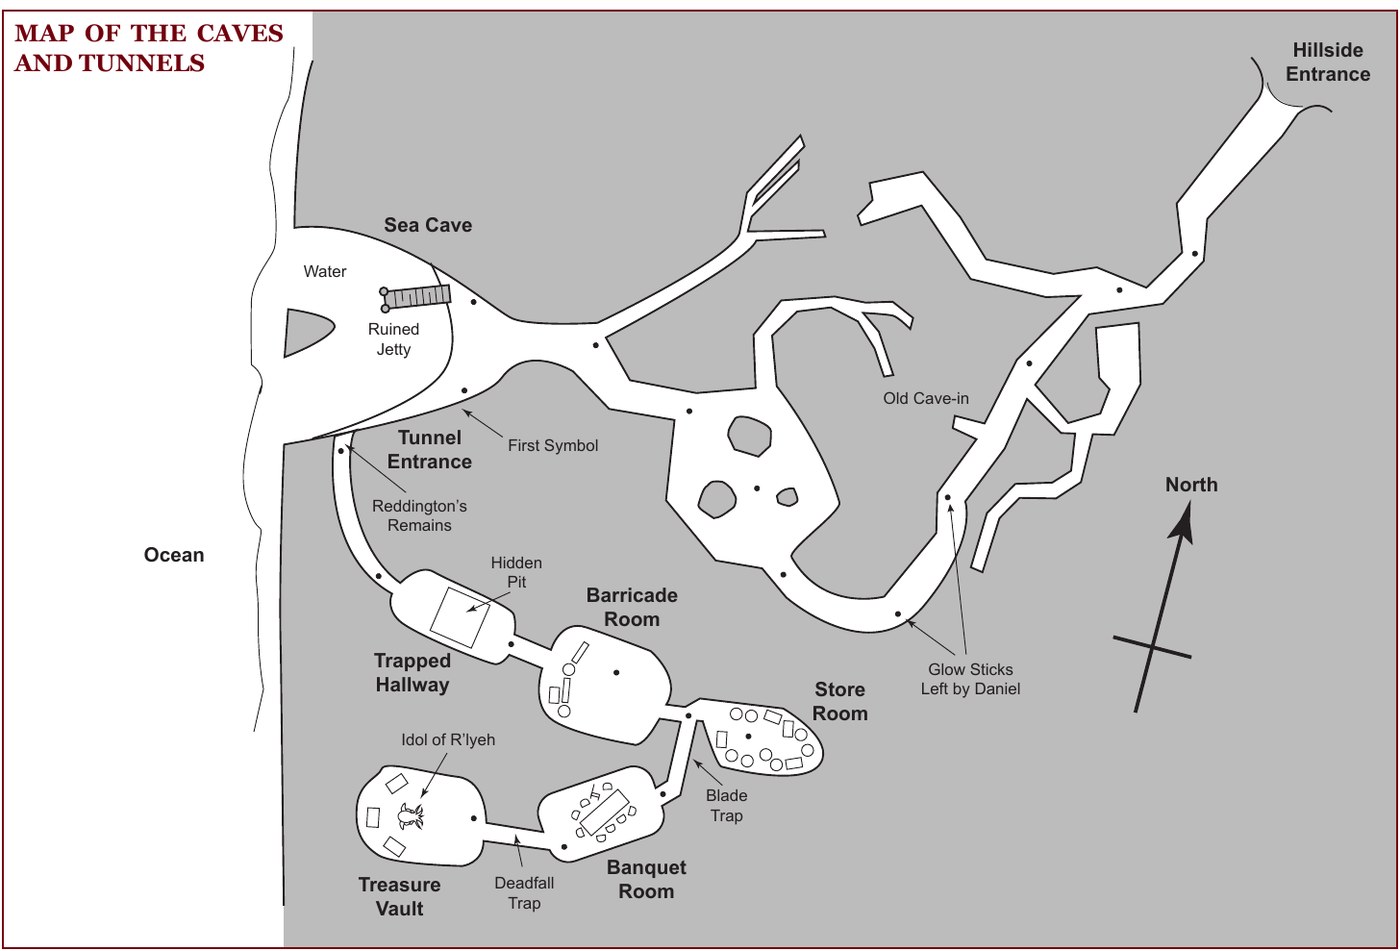 MAP OF THE CAVES
AND TUNNELS
Hillside
Entrance
Sea Cave
Water
Ruined
Jetty
Old Cave-in
Tunnel
Entrance
First Symbol
Reddington's
Remains
North
Ocean
Hidden
Pit
Barricade
Room
Trapped
Hallway
Glow Sticks
Left by Daniel
Store
Room
Idol of R'lyeh
Blade
Trap
Banquet
Room
Treasure
Vault
Deadfall
Trap